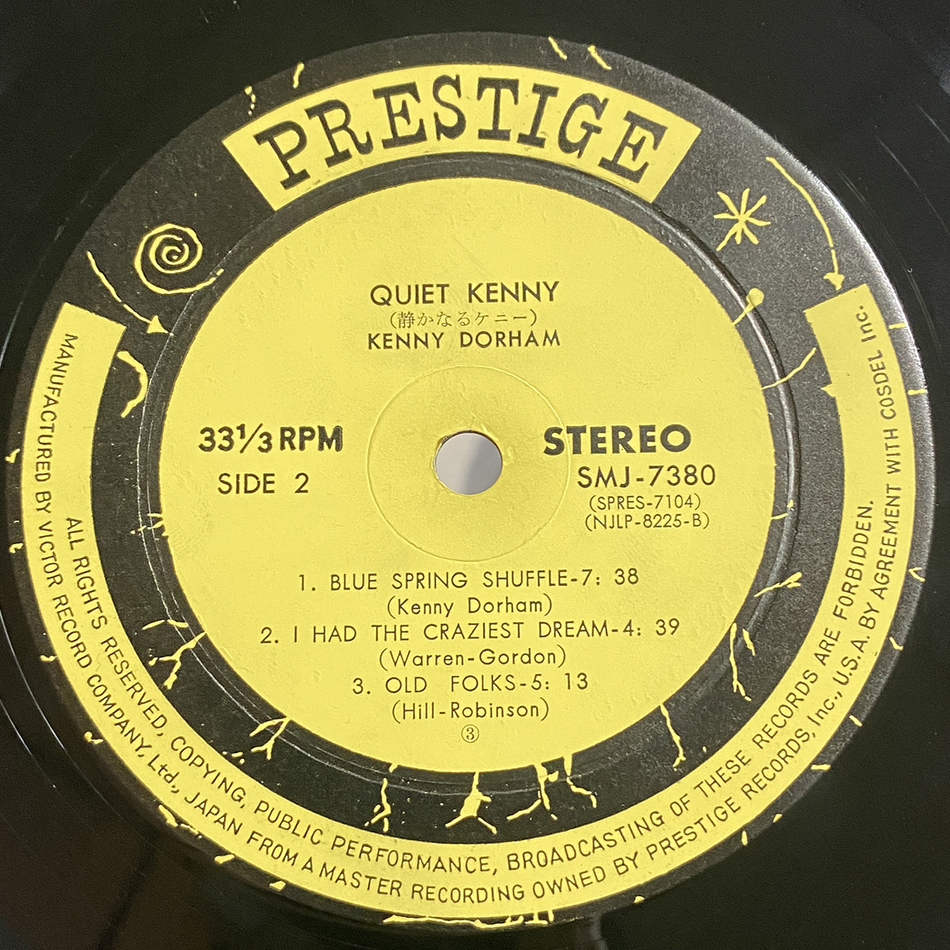 PRESTIGE
QUIET KENNY
(静かなるケニー)
KENNY DORHAM
33⅓ RPM
SIDE 2
STEREO
SMJ-7380
(SPRES-7104)
(NJLP-8225-B)
1. BLUE SPRING SHUFFLE-7: 38
(Kenny Dorham)
2. I HAD THE CRAZIEST DREAM-4: 39
(Warren-Gordon)
3. OLD FOLKS-5: 13
(Hill-Robinson)
③
ALL RIGHTS RESERVED, COPYING, PUBLIC PERFORMANCE, BROADCASTING OF THESE RECORDS ARE FORBIDDEN.
MANUFACTURED BY VICTOR RECORD COMPANY, Ltd., JAPAN FROM A MASTER RECORDING OWNED BY PRESTIGE RECORDS, Inc., U.S.A. BY AGREEMENT WITH COSDEL Inc.